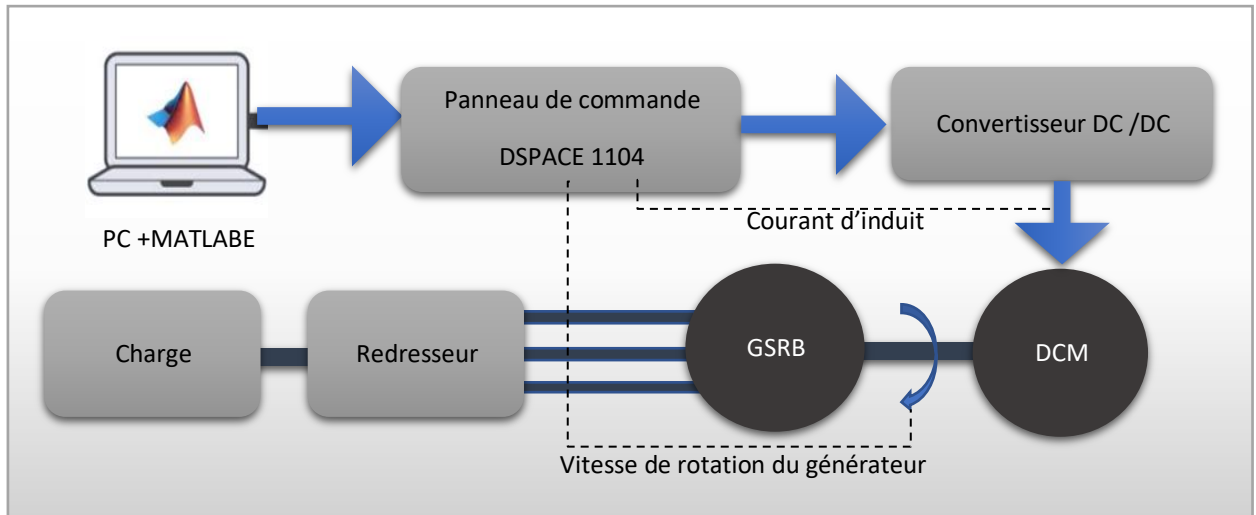 Panneau de commande
DSPACE 1104
Convertisseur DC /DC
PC +MATLABE
Courant d’induit
Charge
Redresseur
GSRB
DCM
Vitesse de rotation du générateur